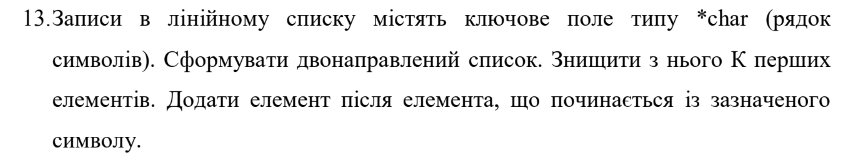 13.Записи в лінійному списку містять ключове поле типу *char (рядок
символів). Сформувати двонаправлений список. Знищити з нього К перших
елементів. Додати елемент після елемента, що починається із зазначеного
символу.